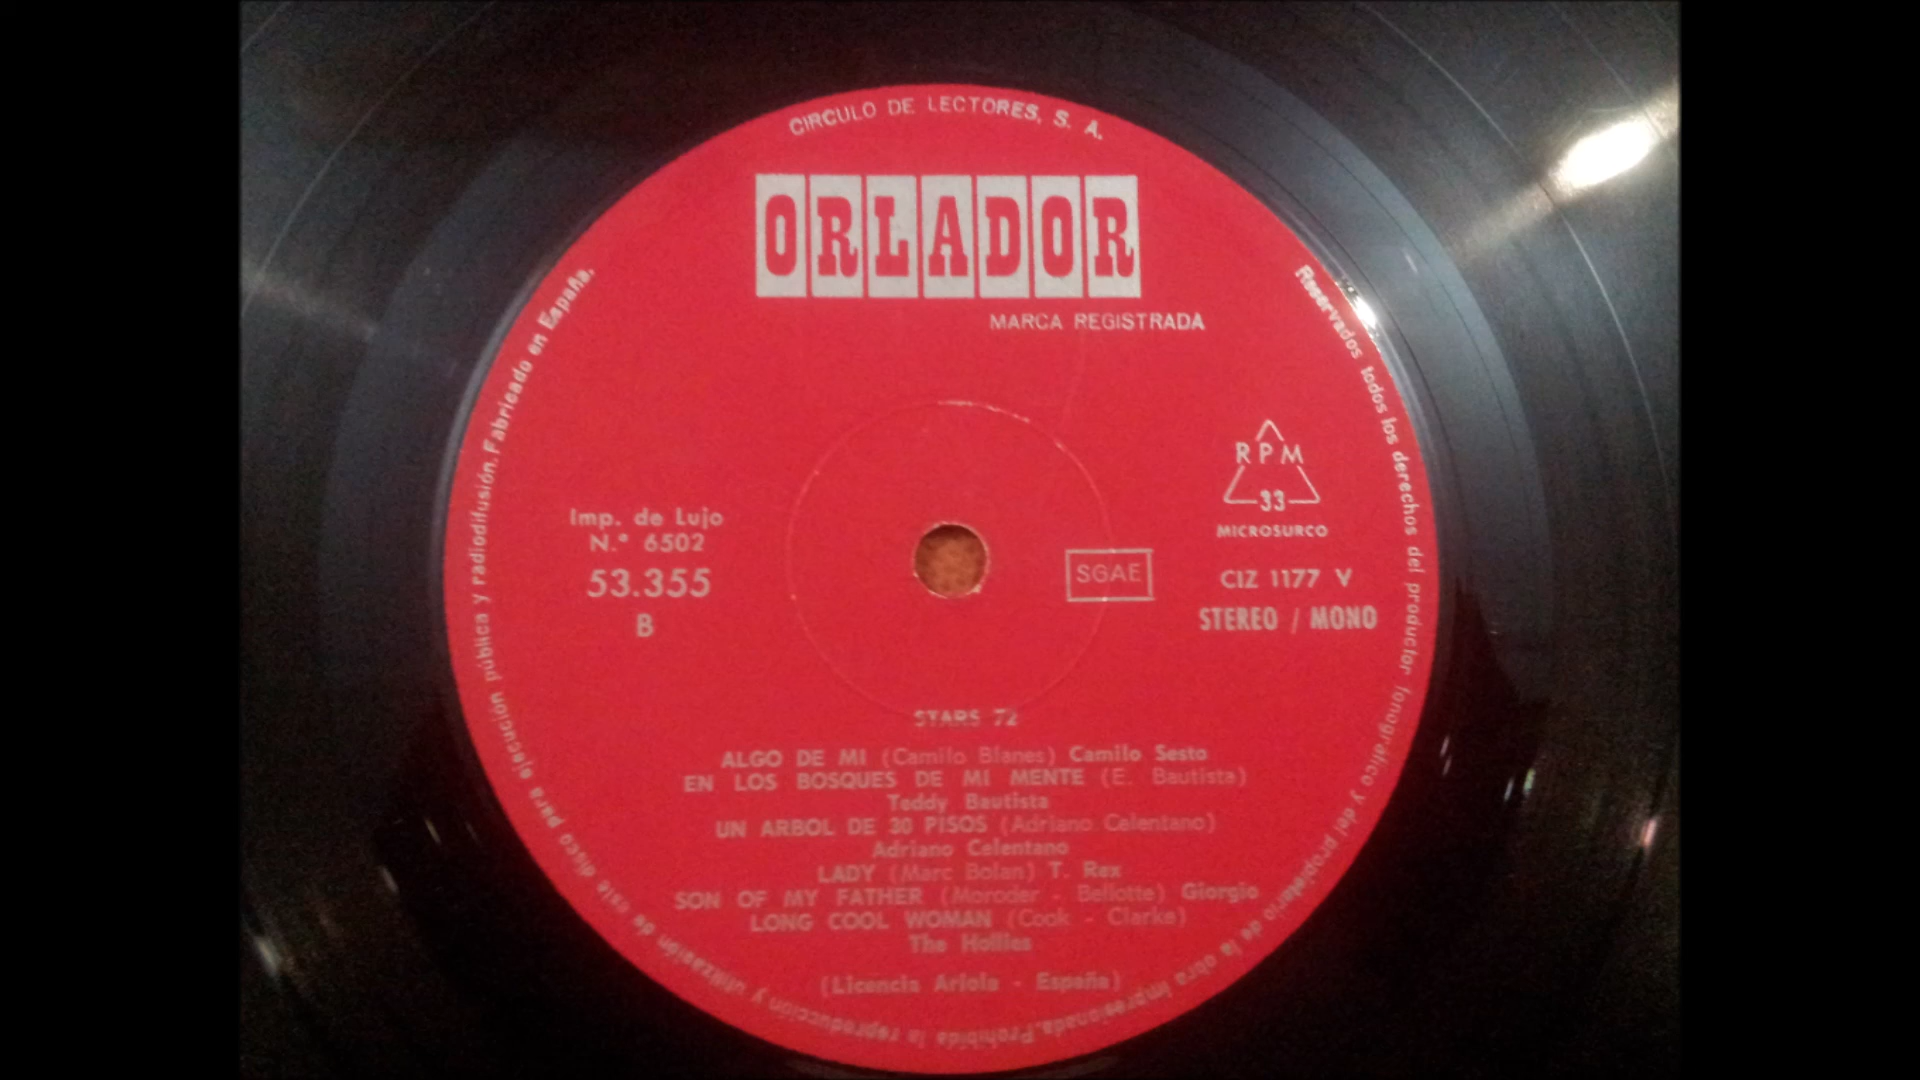 CIRCULO DE LECTORES, S. A.
ORLADOR
MARCA REGISTRADA
Reservados todos los derechos del productor fonográfico y del propietario de la obra impresionada. Prohibida la reproducción y utilización de este disco para ejecución pública y radiodifusión. Fabricado en España.
RPM
33
MICROSURCO
Imp. de Lujo
N.º 6502
53.355
B
SGAE
CIZ 1177 V
STEREO / MONO
STARS 72
ALGO DE MI (Camilo Blanes) Camilo Sesto
EN LOS BOSQUES DE MI MENTE (E. Bautista)
Teddy Bautista
UN ARBOL DE 30 PISOS (Adriano Celentano)
Adriano Celentano
LADY (Marc Bolan) T. Rex
SON OF MY FATHER (Moroder - Bellotte) Giorgio
LONG COOL WOMAN (Cook - Clarke)
The Hollies
(Licencia Ariola - España)